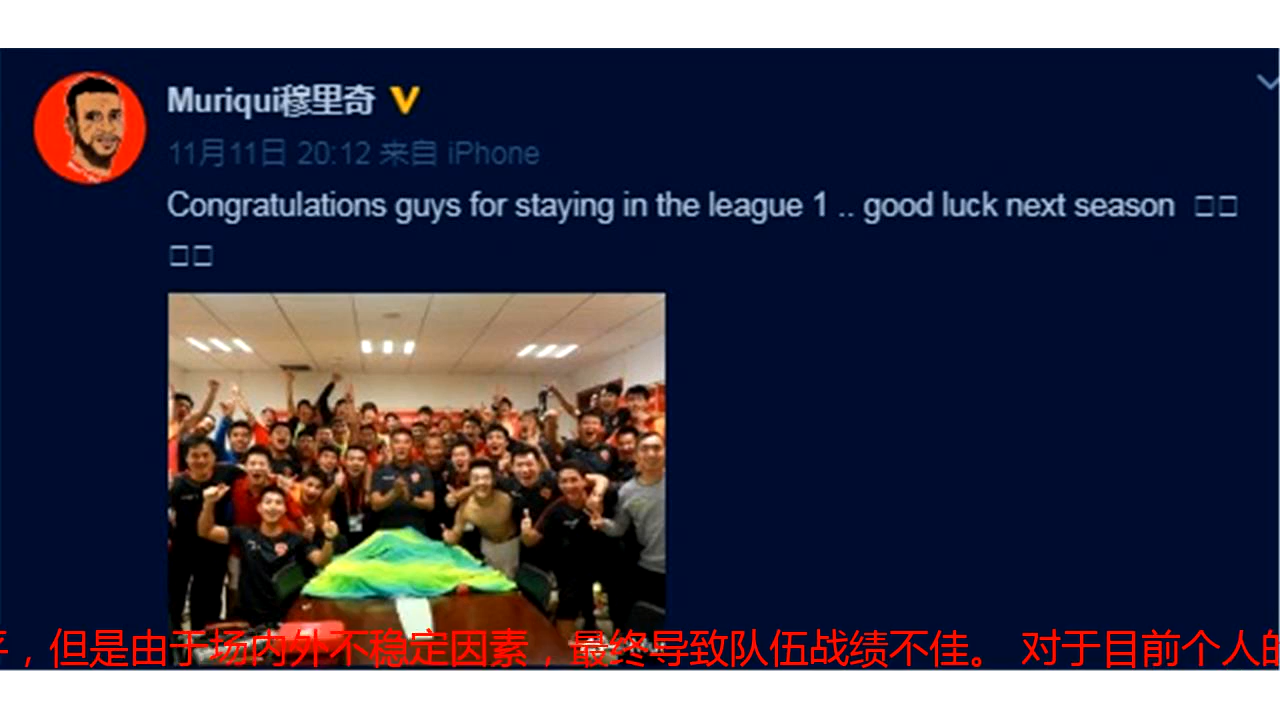 Muriqui穆里奇
11月11日 20:12 来自 iPhone
Congratulations guys for staying in the league 1 .. good luck next season
，但是由于场内外不稳定因素，最终导致队伍战绩不佳。 对于目前个人的